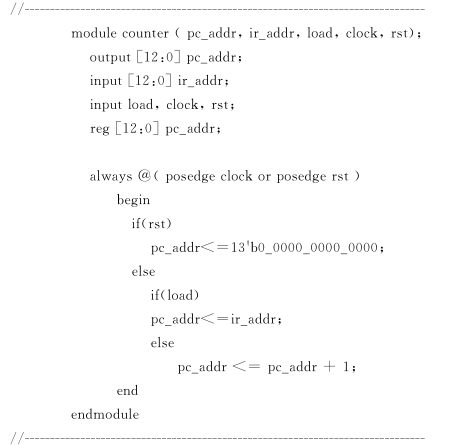 //--------------------------------------------------------------------------------
module counter ( pc_addr, ir_addr, load, clock, rst);
output [12:0] pc_addr;
input [12:0] ir_addr;
input load, clock, rst;
reg [12:0] pc_addr;
always @( posedge clock or posedge rst )
begin
if(rst)
pc_addr<=13'b0_0000_0000_0000;
else
if(load)
pc_addr<=ir_addr;
else
pc_addr <= pc_addr + 1;
end
endmodule
//--------------------------------------------------------------------------------